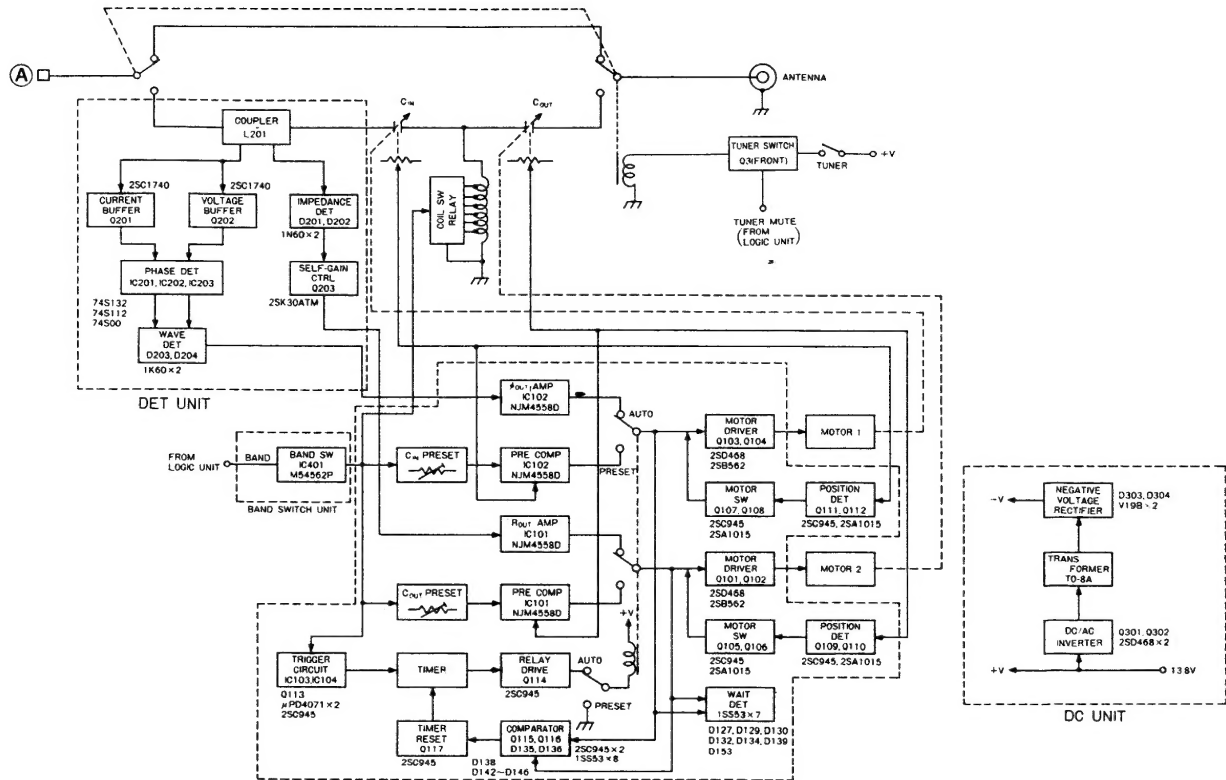 A
ANTENNA
COUPLER
L201
CIN
COUT
TUNER SWITCH
Q3(FRONT)
TUNER
+V
TUNER MUTE
(FROM
LOGIC UNIT)
2SC1740
2SC1740
CURRENT
BUFFER
Q201
VOLTAGE
BUFFER
Q202
IMPEDANCE
DET
D201, D202
1N60×2
COIL SW
RELAY
PHASE DET
IC201, IC202, IC203
SELF-GAIN
CTRL
Q203
2SK30ATM
74S132
74S112
74S00
WAVE
DET
D203, D204
1K60×2
DET UNIT
φOUT AMP
IC102
NJM4558D
AUTO
PRESET
MOTOR
DRIVER
Q103, Q104
2SD468
2SB562
MOTOR 1
FROM
LOGIC UNIT
BAND
BAND SW
IC401
M54562P
BAND SWITCH UNIT
CIN PRESET
PRE COMP
IC102
NJM4558D
MOTOR
SW
Q107, Q108
2SC945
2SA1015
POSITION
DET
Q111, Q112
2SC945, 2SA1015
ROUT AMP
IC101
NJM4558D
MOTOR
DRIVER
Q101, Q102
2SD468
2SB562
MOTOR 2
COUT PRESET
PRE COMP
IC101
NJM4558D
+V
MOTOR
SW
Q105, Q106
2SC945
2SA1015
POSITION
DET
Q109, Q110
2SC945, 2SA1015
TRIGGER
CIRCUIT
IC103, IC104
Q113
μPD4071×2
2SC945
TIMER
RELAY
DRIVE
Q114
2SC945
AUTO
PRESET
WAIT
DET
1SS53×7
D127, D129, D130
D132, D134, D139
D153
TIMER
RESET
Q117
2SC945
COMPARATOR
Q115, Q116
D135, D136
2SC945×2
1SS53×8
D138
D142~D146
-V
NEGATIVE
VOLTAGE
RECTIFIER
D303, D304
V19B×2
TRANS
FORMER
TO-8A
DC/AC
INVERTER
Q301, Q302
2SD468×2
+V
13.8V
DC UNIT